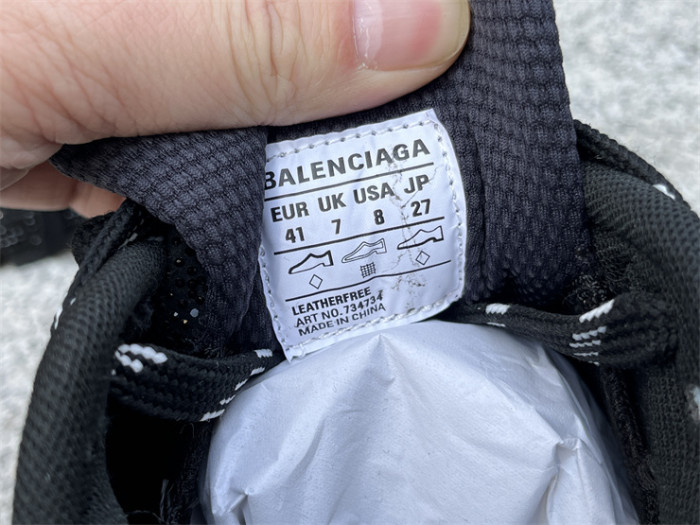 BALENCIAGA
EUR UK USA JP
41 7 8 27
LEATHERFREE
ART NO. 734734
MADE IN CHINA